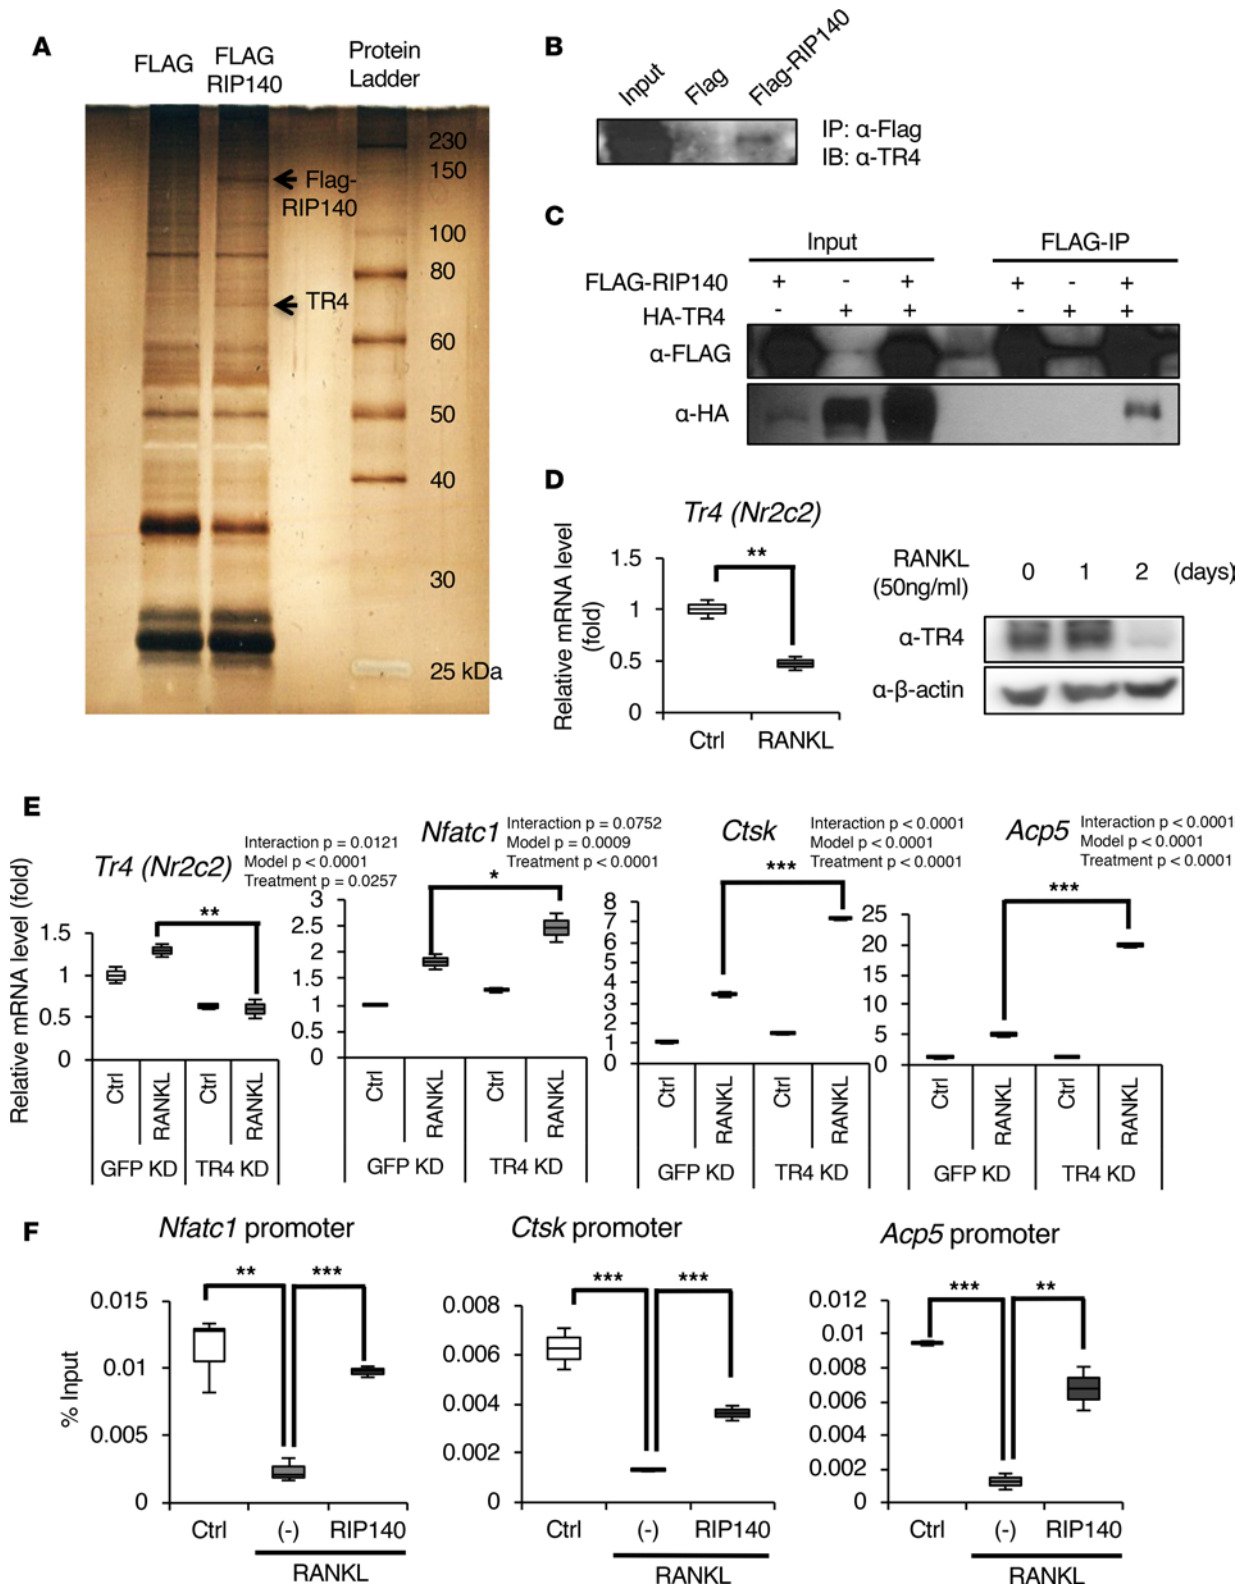 A
FLAG
FLAG
RIP140
Protein
Ladder
230
150
Flag-
RIP140
100
80
TR4
60
50
40
30
25 kDa
B
Input
Flag
Flag-RIP140
IP: α-Flag
IB: α-TR4
C
Input
FLAG-IP
FLAG-RIP140
+ - + + - +
HA-TR4
- + + - + +
α-FLAG
α-HA
D
Tr4 (Nr2c2)
Relative mRNA level
(fold)
1.5
1
0.5
0
**
Ctrl
RANKL
RANKL
(50ng/ml)
0 1 2 (days)
α-TR4
α-β-actin
E
Relative mRNA level (fold)
Tr4 (Nr2c2)
Interaction p = 0.0121
Model p < 0.0001
Treatment p = 0.0257
**
1.5
1
0.5
0
Ctrl
RANKL
Ctrl
RANKL
GFP KD
TR4 KD
Nfatc1
Interaction p = 0.0752
Model p = 0.0009
Treatment p < 0.0001
*
3
2.5
2
1.5
1
0.5
0
Ctrl
RANKL
Ctrl
RANKL
GFP KD
TR4 KD
Ctsk
Interaction p < 0.0001
Model p < 0.0001
Treatment p < 0.0001
***
8
7
6
5
4
3
2
1
0
Ctrl
RANKL
Ctrl
RANKL
GFP KD
TR4 KD
Acp5
Interaction p < 0.0001
Model p < 0.0001
Treatment p < 0.0001
***
25
20
15
10
5
0
Ctrl
RANKL
Ctrl
RANKL
GFP KD
TR4 KD
F
% Input
Nfatc1 promoter
** ***
0.015
0.01
0.005
0
Ctrl
(-)
RIP140
RANKL
Ctsk promoter
*** ***
0.008
0.006
0.004
0.002
0
Ctrl
(-)
RIP140
RANKL
Acp5 promoter
*** **
0.012
0.01
0.008
0.006
0.004
0.002
0
Ctrl
(-)
RIP140
RANKL